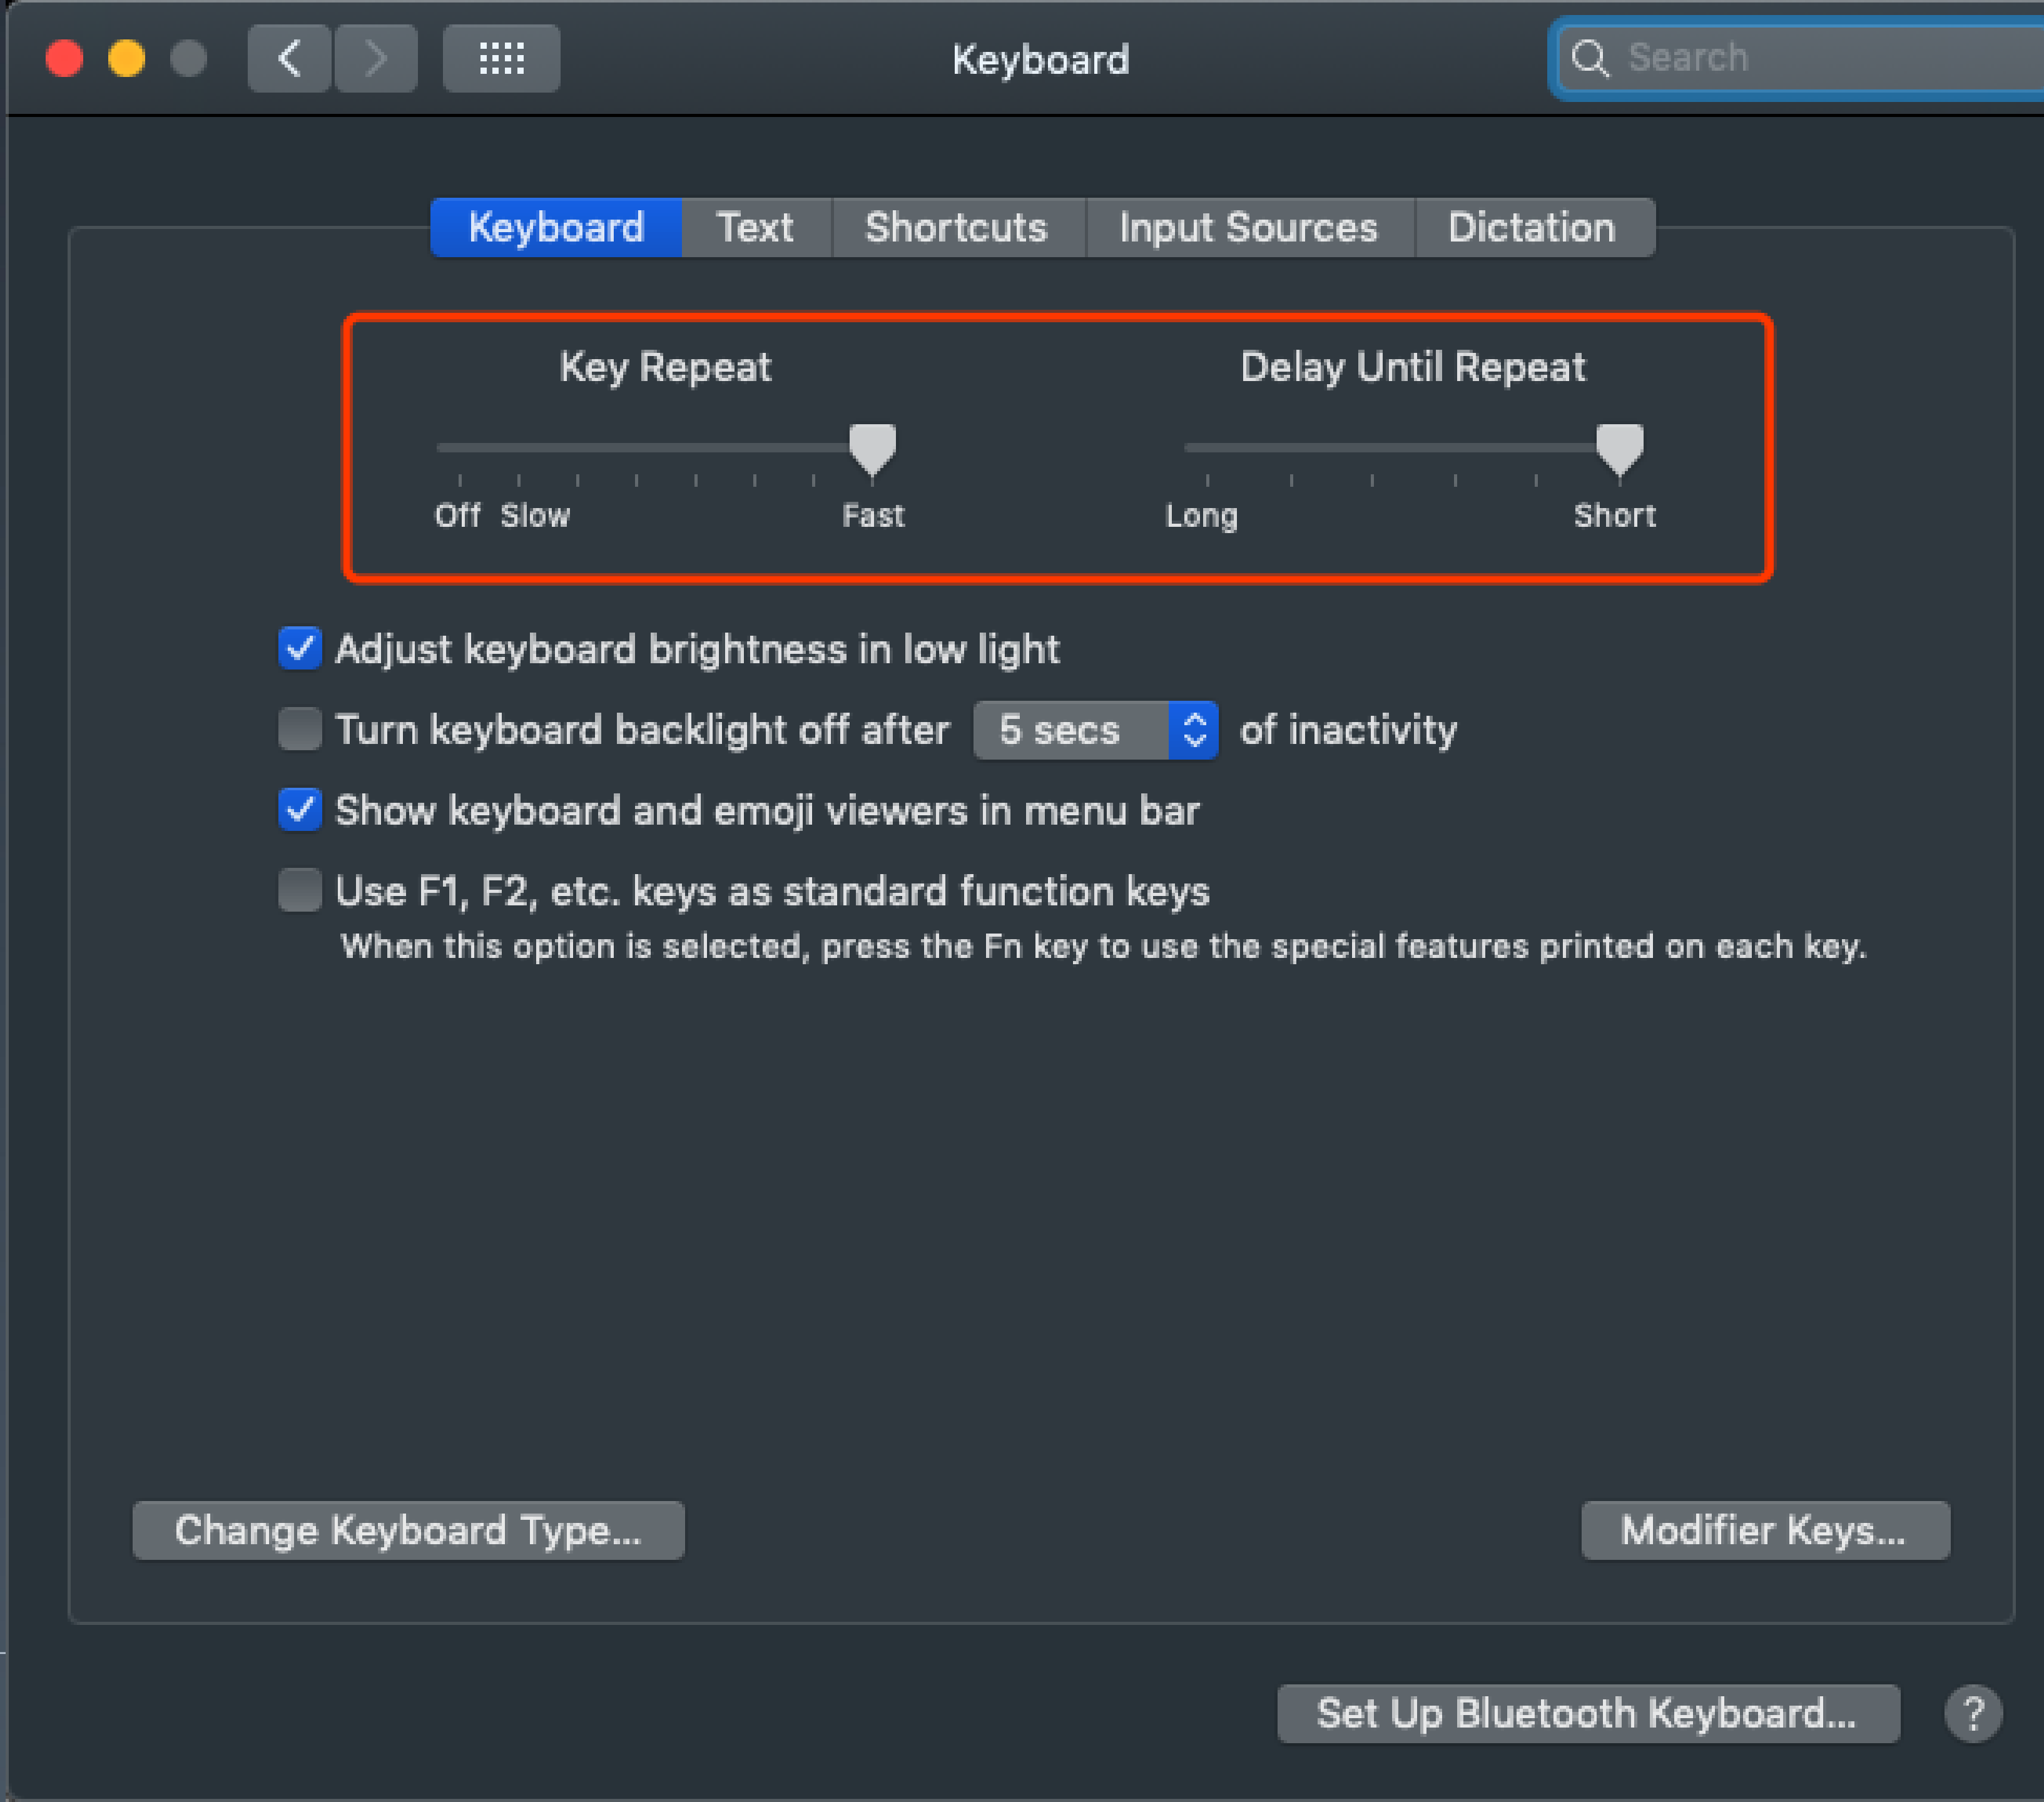 Keyboard
Search
Keyboard Text Shortcuts Input Sources Dictation
Key Repeat Delay Until Repeat
Off Slow Fast Long Short
Adjust keyboard brightness in low light
Turn keyboard backlight off after 5 secs of inactivity
Show keyboard and emoji viewers in menu bar
Use F1, F2, etc. keys as standard function keys
When this option is selected, press the Fn key to use the special features printed on each key.
Change Keyboard Type... Modifier Keys...
Set Up Bluetooth Keyboard... ?